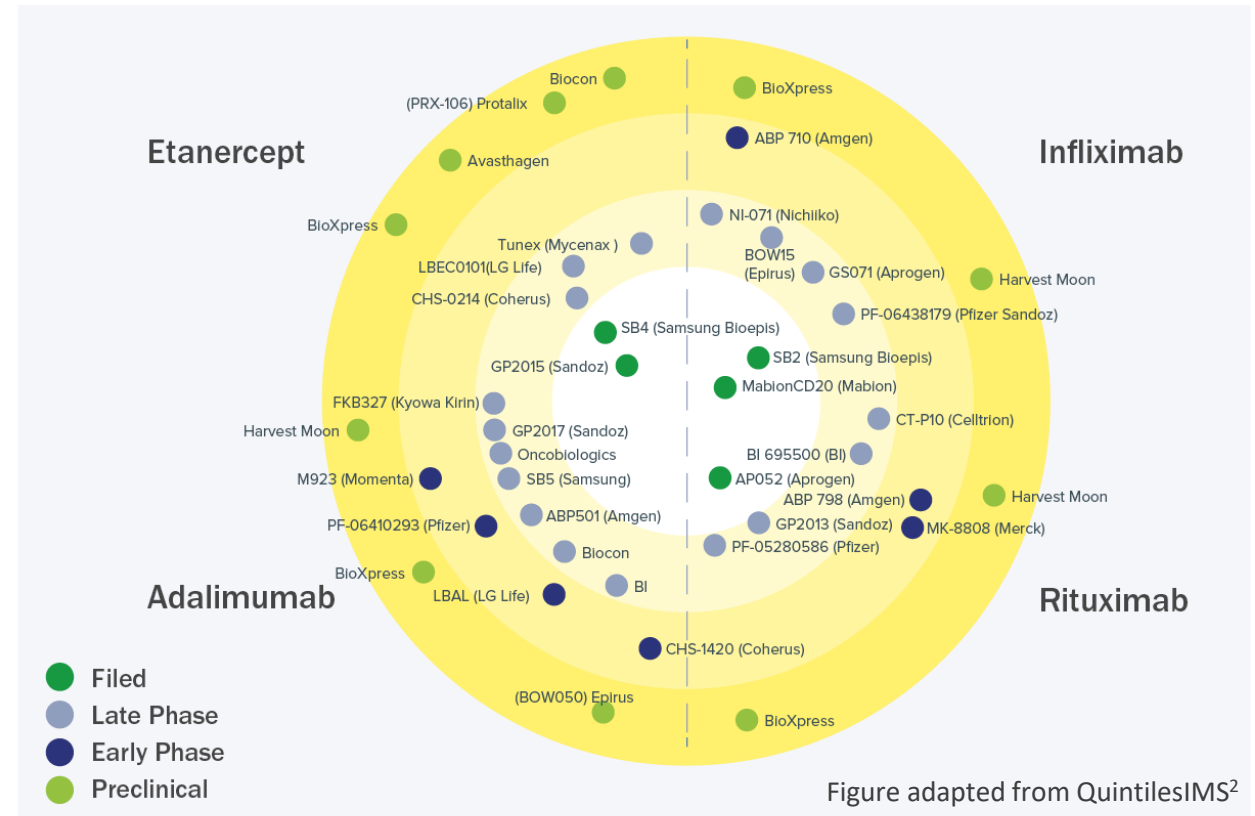 Biocon
BioXpress
(PRX-106) Protalix
ABP 710 (Amgen)
Etanercept
Infliximab
Avasthagen
NI-071 (Nichiiko)
BioXpress
Tunex (Mycenax )
BOW15
(Epirus)
LBEC0101(LG Life)
GS071 (Aprogen)
Harvest Moon
CHS-0214 (Coherus)
PF-06438179 (Pfizer Sandoz)
SB4 (Samsung Bioepis)
SB2 (Samsung Bioepis)
GP2015 (Sandoz)
MabionCD20 (Mabion)
FKB327 (Kyowa Kirin)
CT-P10 (Celltrion)
Harvest Moon
GP2017 (Sandoz)
Oncobiologics
BI 695500 (BI)
M923 (Momenta)
SB5 (Samsung)
AP052 (Aprogen)
ABP 798 (Amgen)
Harvest Moon
ABP501 (Amgen)
PF-06410293 (Pfizer)
GP2013 (Sandoz)
MK-8808 (Merck)
PF-05280586 (Pfizer)
Biocon
BioXpress
BI
LBAL (LG Life)
Adalimumab
Rituximab
CHS-1420 (Coherus)
(BOW050) Epirus
BioXpress
Filed
Late Phase
Early Phase
Preclinical
Figure adapted from QuintilesIMS²